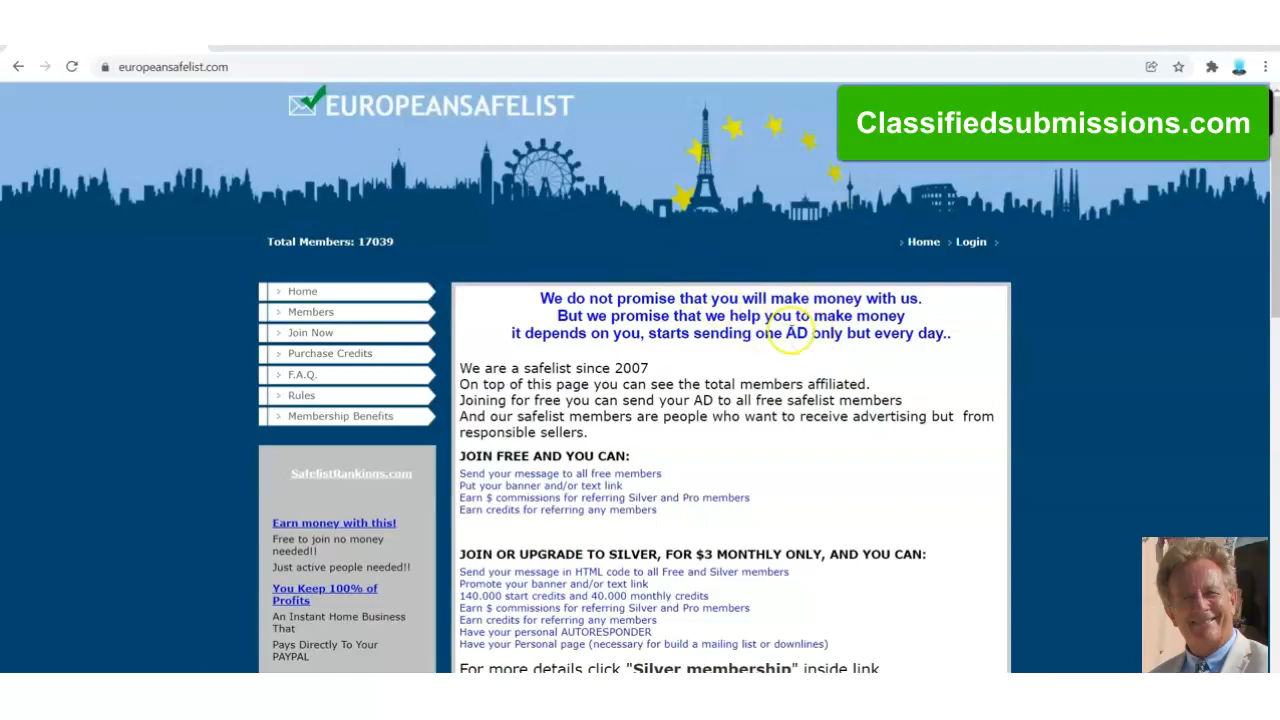 europeansafelist.com
EUROPEANSAFELIST
Classifiedsubmissions.com
Total Members: 17039
Home
Login
Home
Members
Join Now
Purchase Credits
F.A.Q.
Rules
Membership Benefits
SafelistRankings.com
Earn money with this!
Free to join no money
needed!!
Just active people needed!!
You Keep 100% of
Profits
An Instant Home Business
That
Pays Directly To Your
PAYPAL
We do not promise that you will make money with us.
But we promise that we help you to make money
it depends on you, starts sending one AD only but every day..
We are a safelist since 2007
On top of this page you can see the total members affiliated.
Joining for free you can send your AD to all free safelist members
And our safelist members are people who want to receive advertising but from
responsible sellers.
JOIN FREE AND YOU CAN:
Send your message to all free members
Put your banner and/or text link
Earn $ commissions for referring Silver and Pro members
Earn credits for referring any members
JOIN OR UPGRADE TO SILVER, FOR $3 MONTHLY ONLY, AND YOU CAN:
Send your message in HTML code to all Free and Silver members
Promote your banner and/or text link
140.000 start credits and 40.000 monthly credits
Earn $ commissions for referring Silver and Pro members
Earn credits for referring any members
Have your personal AUTORESPONDER
Have your Personal page (necessary for build a mailing list or downlines)
For more details click "Silver membership" inside link